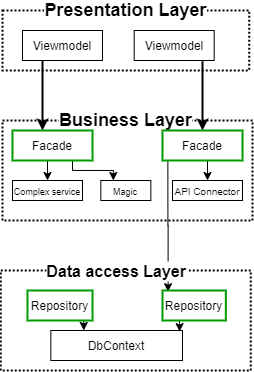 Presentation Layer
Viewmodel
Viewmodel
Business Layer
Facade
Facade
Complex service
Magic
API Connector
Data access Layer
Repository
Repository
DbContext